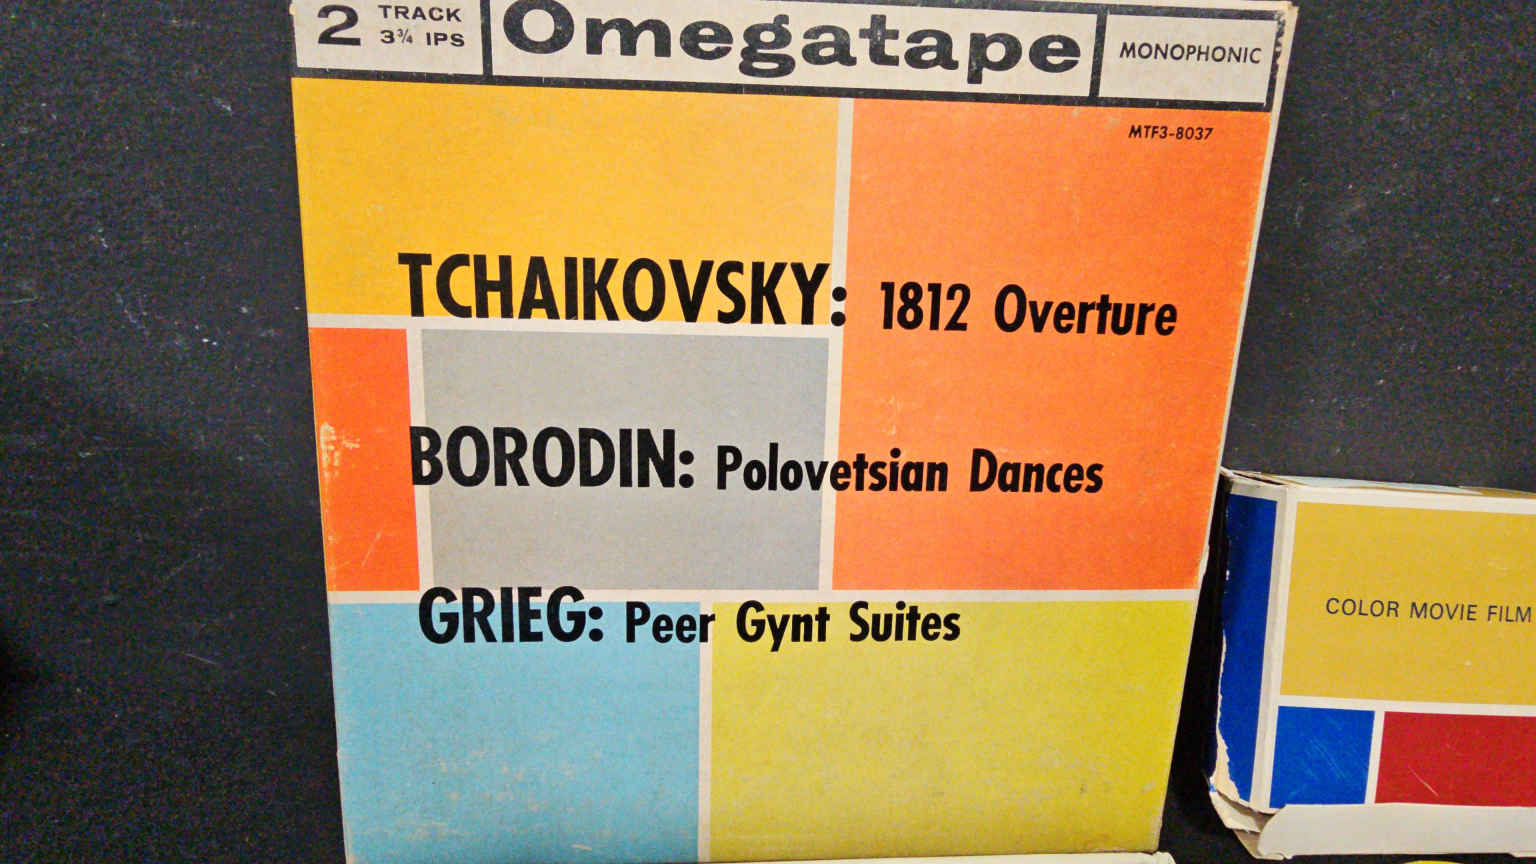 2 TRACK
3¾ IPS
Omegatape
MONOPHONIC
MTF3-8037
TCHAIKOVSKY: 1812 Overture
BORODIN: Polovetsian Dances
GRIEG: Peer Gynt Suites
COLOR MOVIE FILM